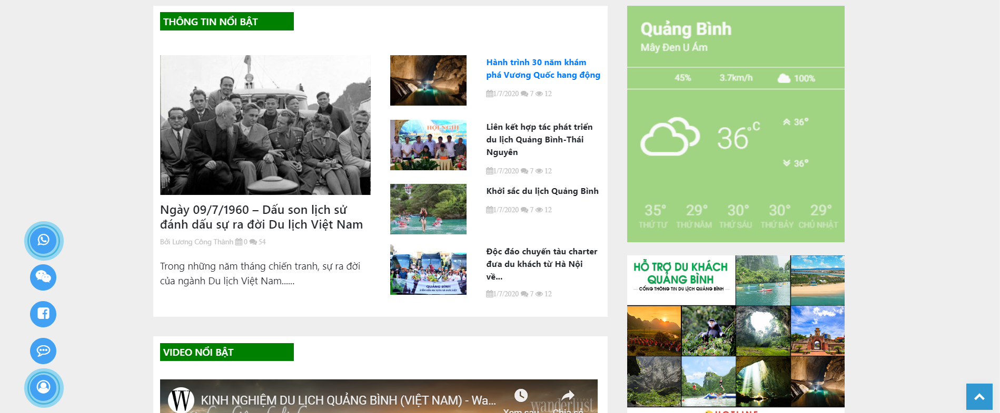 THÔNG TIN NỔI BẬT
Ngày 09/7/1960 – Dấu son lịch sử
đánh dấu sự ra đời Du lịch Việt Nam
Bởi Lương Công Thành 0 54
Trong những năm tháng chiến tranh, sự ra đời
của ngành Du lịch Việt Nam......
Hành trình 30 năm khám
phá Vương Quốc hang động
1/7/2020 7 12
HỘI NGHỊ
Liên kết hợp tác phát triển
du lịch Quảng Bình-Thái
Nguyên
1/7/2020 7 12
Khởi sắc du lịch Quảng Bình
1/7/2020 7 12
QUẢNG BÌNH
ĐIỂM ĐẾN AN TOÀN VÀ KHÁC BIỆT
Độc đáo chuyến tàu charter
đưa du khách từ Hà Nội
về...
1/7/2020 7 12
VIDEO NỔI BẬT
W KINH NGHIỆM DU LỊCH QUẢNG BÌNH (VIỆT NAM) - Wa...
Xem sau Chia sẻ
wanderlust
Quảng Bình
Mây Đen U Ám
45% 3.7km/h 100%
36°C
36°
36°
35° 29° 30° 30° 29°
THỨ TƯ THỨ NĂM THỨ SÁU THỨ BẢY CHỦ NHẬT
HỖ TRỢ DU KHÁCH
QUẢNG BÌNH
CỔNG THÔNG TIN DU LỊCH QUẢNG BÌNH
HOTLINE